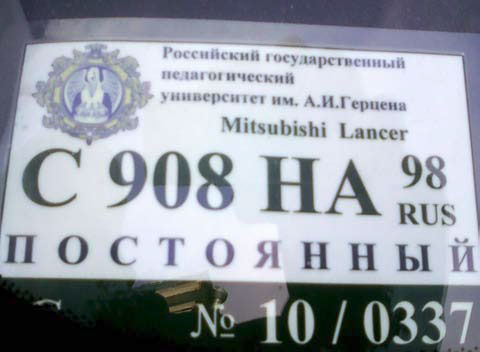 Российский государственный
педагогический
университет им. А.И.Герцена
Mitsubishi Lancer
С 908 НА 98
RUS
ПОСТОЯННЫЙ
№ 10 / 0337